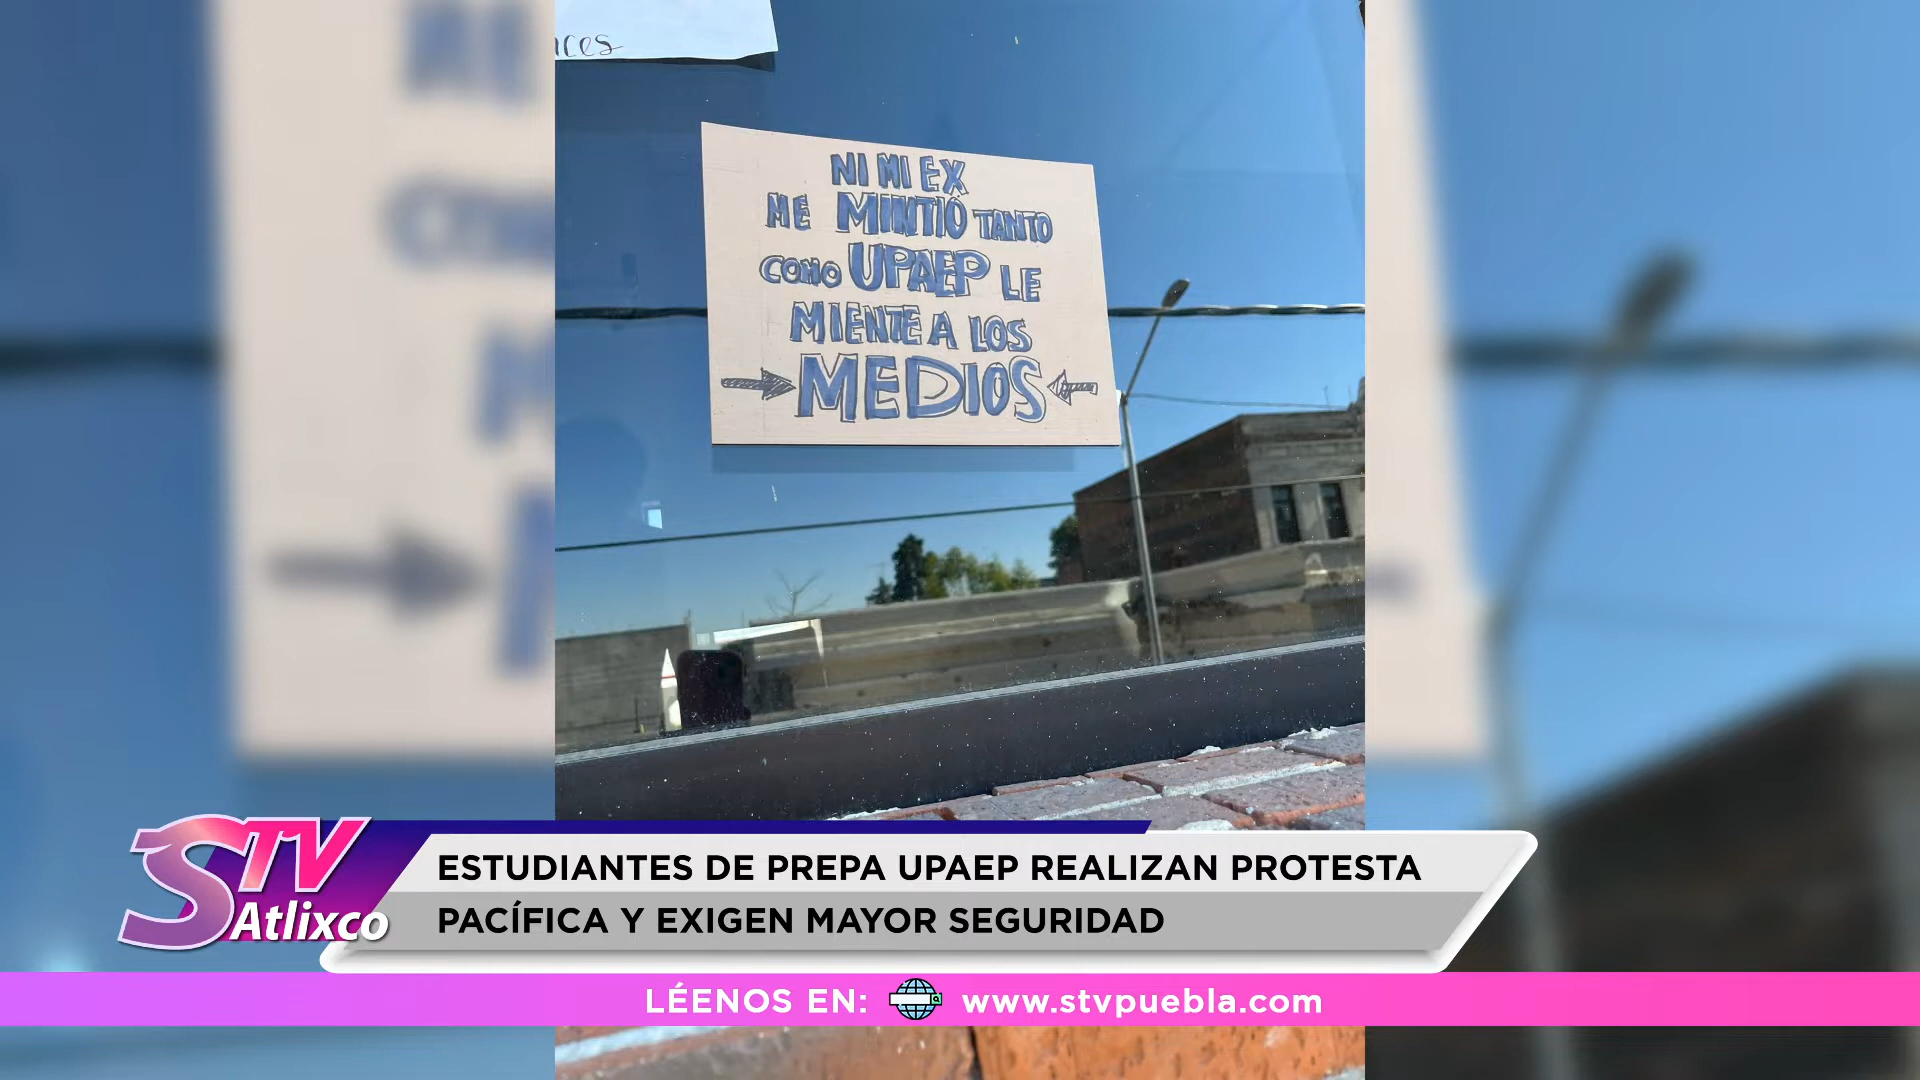 NI MI EX
ME MINTIÓ TANTO
COMO UPAEP LE
MIENTE A LOS
MEDIOS
STV
Atlixco
ESTUDIANTES DE PREPA UPAEP REALIZAN PROTESTA
PACÍFICA Y EXIGEN MAYOR SEGURIDAD
LÉENOS EN: www.stvpuebla.com